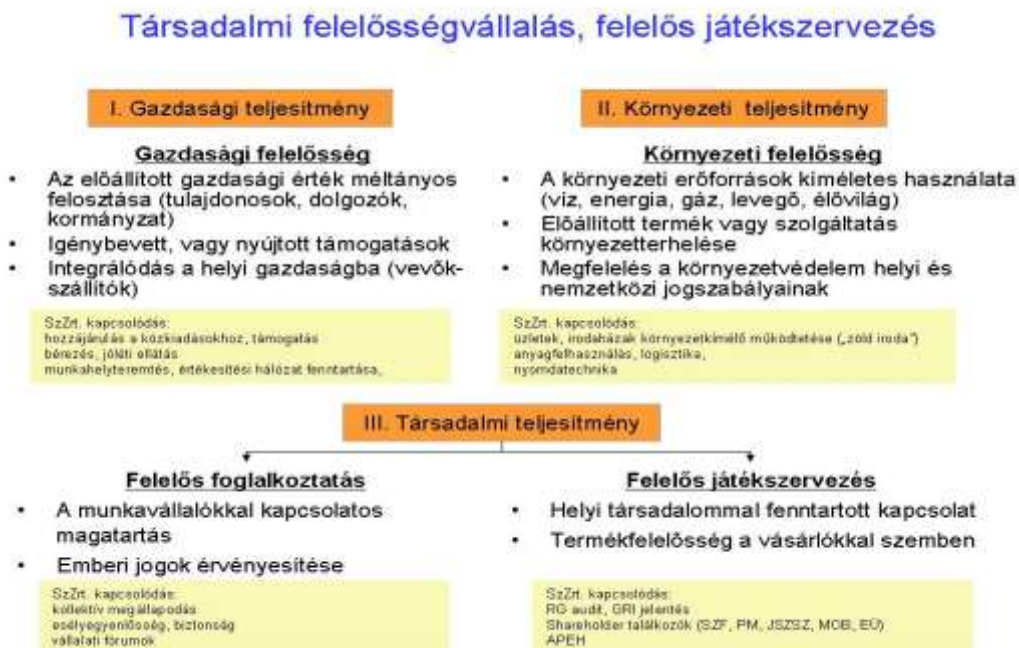 Társadalmi felelősségvállalás, felelős játékszervezés
I. Gazdasági teljesítmény
Gazdasági felelősség
• Az előállított gazdasági érték méltányos
felosztása (tulajdonosok, dolgozók,
kormányzat)
• Igénybevett, vagy nyújtott támogatások
• Integrálódás a helyi gazdaságba (vevők-
szállítók)
SzZrt. kapcsolódás:
hozzájárulás a közkiadásokhoz, támogatás
bérezés, jóléti ellátás
munkahelyteremtés, értékesítési hálózat fenntartása,
II. Környezeti teljesítmény
Környezeti felelősség
• A környezeti erőforrások kíméletes használata
(víz, energia, gáz, levegő, élővilág)
• Előállított termék vagy szolgáltatás
környezetterhelése
• Megfelelés a környezetvédelem helyi és
nemzetközi jogszabályainak
SzZrt. kapcsolódás:
üzletek, irodaházak környezetkímélő működtetése („zöld iroda")
anyagfelhasználás, logisztika,
nyomdatechnika
III. Társadalmi teljesítmény
Felelős foglalkoztatás
• A munkavállalókkal kapcsolatos
magatartás
• Emberi jogok érvényesítése
SzZrt. kapcsolódás:
kollektív megállapodás
esélyegyenlőség, biztonság
vállalati fórumok
Felelős játékszervezés
• Helyi társadalommal fenntartott kapcsolat
• Termékfelelősség a vásárlókkal szemben
SzZrt. kapcsolódás:
RG audit, GRI jelentés
Shareholder találkozók (SZF, PM, JSZSZ, MOB, EÜ)
APEH